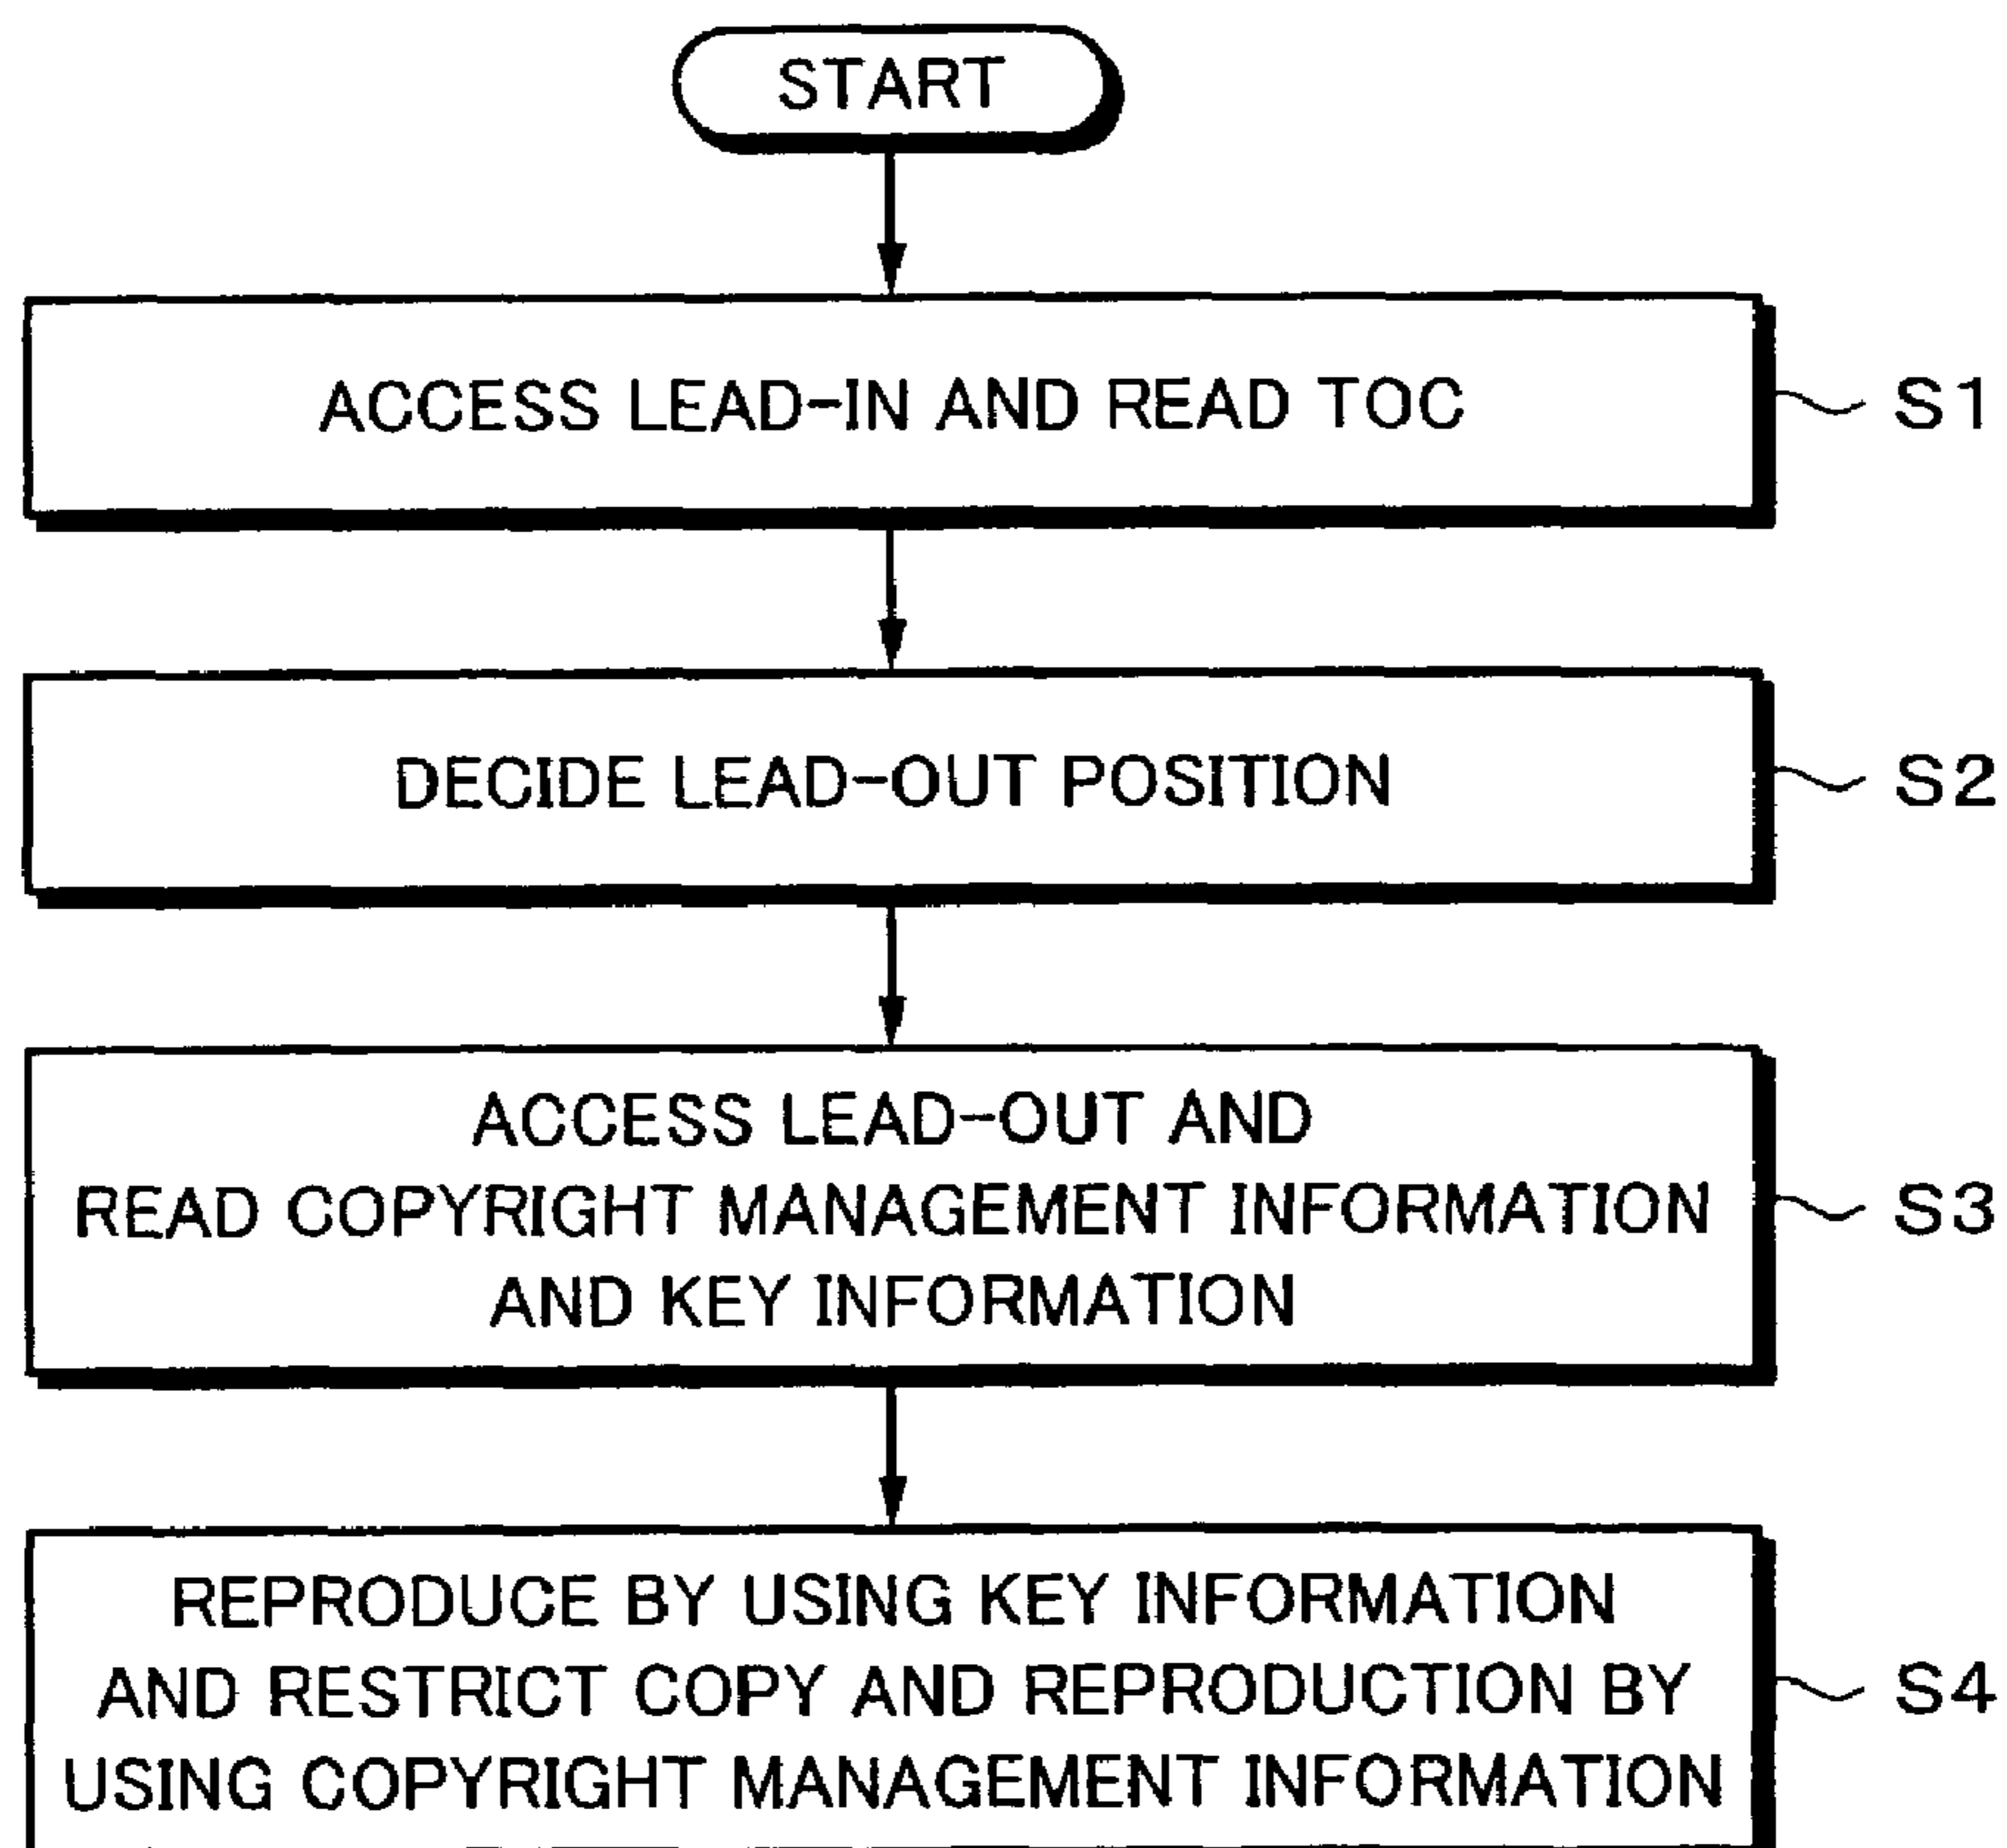 START
ACCESS LEAD-IN AND READ TOC
S1
DECIDE LEAD-OUT POSITION
S2
ACCESS LEAD-OUT AND
READ COPYRIGHT MANAGEMENT INFORMATION
AND KEY INFORMATION
S3
REPRODUCE BY USING KEY INFORMATION
AND RESTRICT COPY AND REPRODUCTION BY
USING COPYRIGHT MANAGEMENT INFORMATION
S4